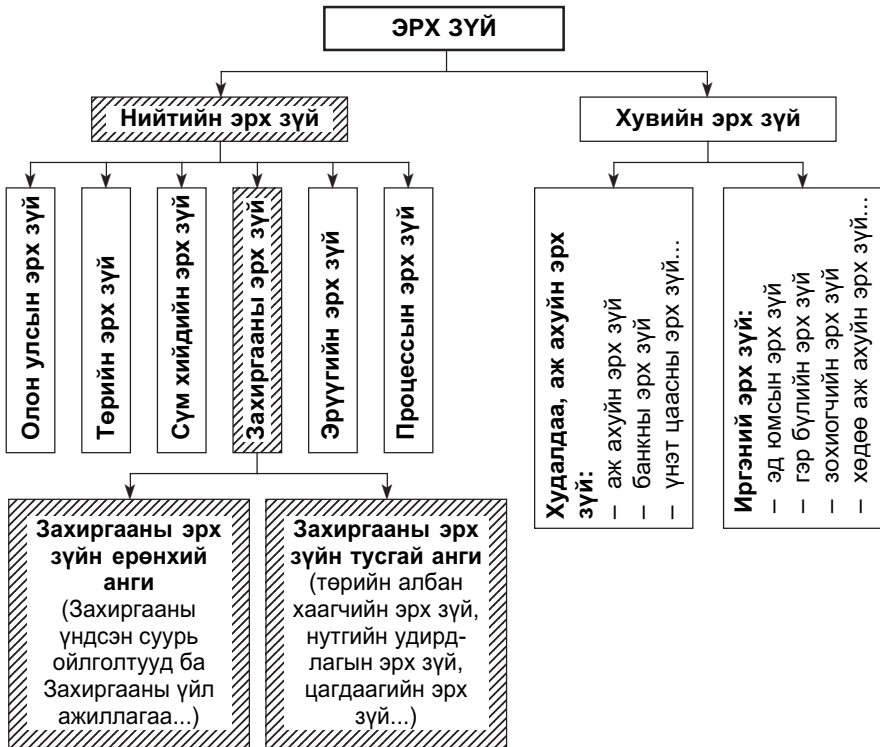 ЭРХ ЗҮЙ
Нийтийн эрх зүй
Хувийн эрх зүй
Олон улсын эрх зүй
Төрийн эрх зүй
Сүм хийдийн эрх зүй
Захиргааны эрх зүй
Эрүүгийн эрх зүй
Процессын эрх зүй
Худалдаа, аж ахуйн эрх
зүй:
– аж ахуйн эрх зүй
– банкны эрх зүй
– үнэт цаасны эрх зүй...
Иргэний эрх зүй:
– эд юмсын эрх зүй
– гэр бүлийн эрх зүй
– зохиогчийн эрх зүй
– хөдөө аж ахуйн эрх зүй...
Захиргааны эрх
зүйн ерөнхий
анги
(Захиргааны
үндсэн суурь
ойлголтууд ба
Захиргааны үйл
ажиллагаа...)
Захиргааны эрх
зүйн тусгай анги
(төрийн албан
хаагчийн эрх зүй,
нутгийн удирд-
лагын эрх зүй,
цагдаагийн эрх
зүй...)